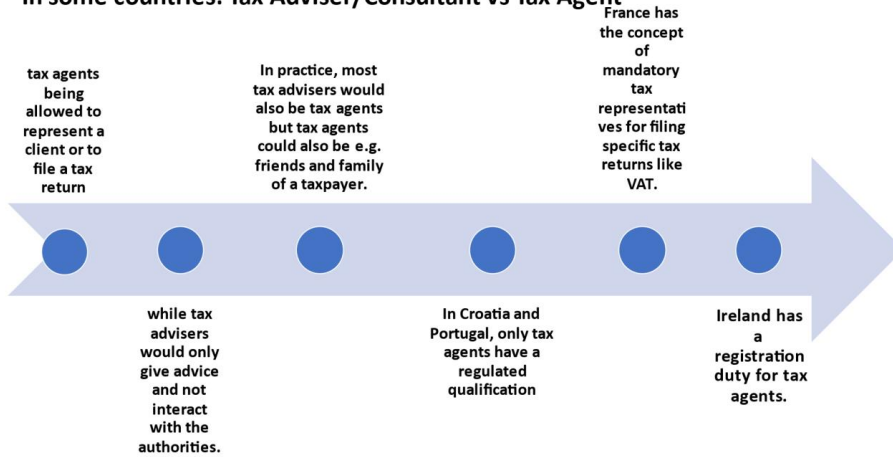 In some countries: Tax Adviser/Consultant vs Tax Agent
tax agents
being
allowed to
represent a
client or to
file a tax
return
while tax
advisers
would only
give advice
and not
interact
with the
authorities.
In practice, most
tax advisers would
also be tax agents
but tax agents
could also be e.g.
friends and family
of a taxpayer.
In Croatia and
Portugal, only tax
agents have a
regulated
qualification
France has
the concept
of
mandatory
tax
representati
ves for filing
specific tax
returns like
VAT.
Ireland has
a
registration
duty for tax
agents.